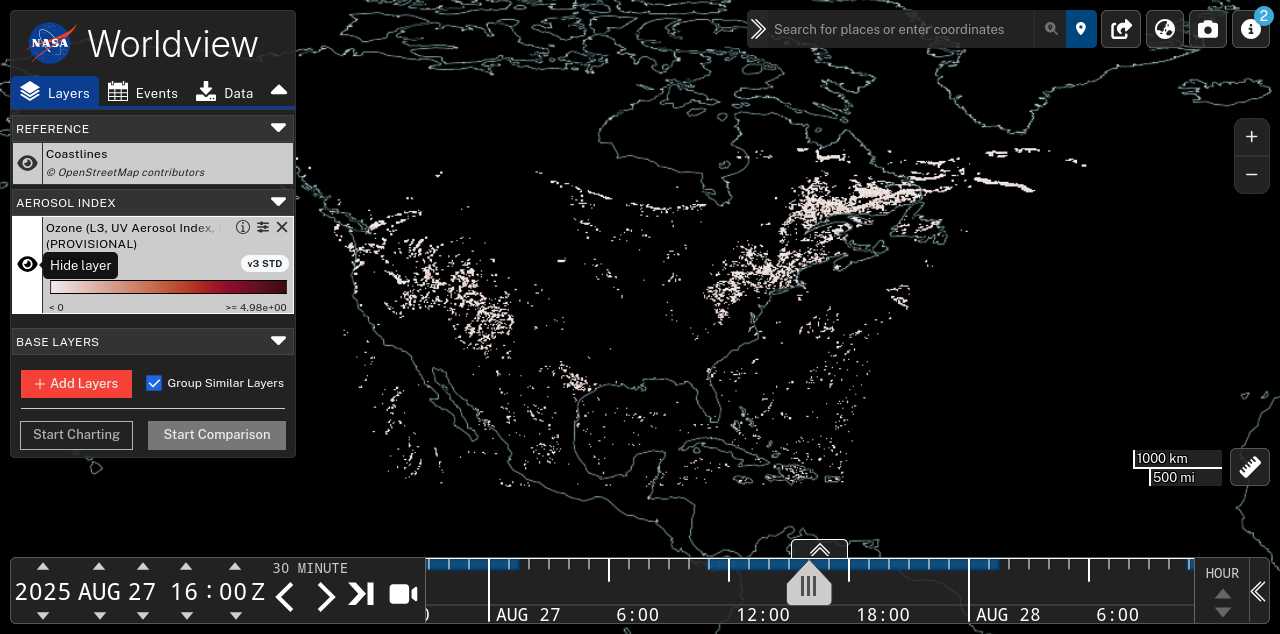 NASA Worldview
Search for places or enter coordinates
2
Layers Events Data
REFERENCE
Coastlines
© OpenStreetMap contributors
AEROSOL INDEX
Ozone (L3, UV Aerosol Index,
(PROVISIONAL)
Hide layer
v3 STD
< 0 >= 4.98e+00
BASE LAYERS
+ Add Layers Group Similar Layers
Start Charting Start Comparison
+
−
1000 km
500 mi
30 MINUTE
2025 AUG 27 16:00 Z
AUG 27 6:00 12:00 18:00 AUG 28 6:00
HOUR